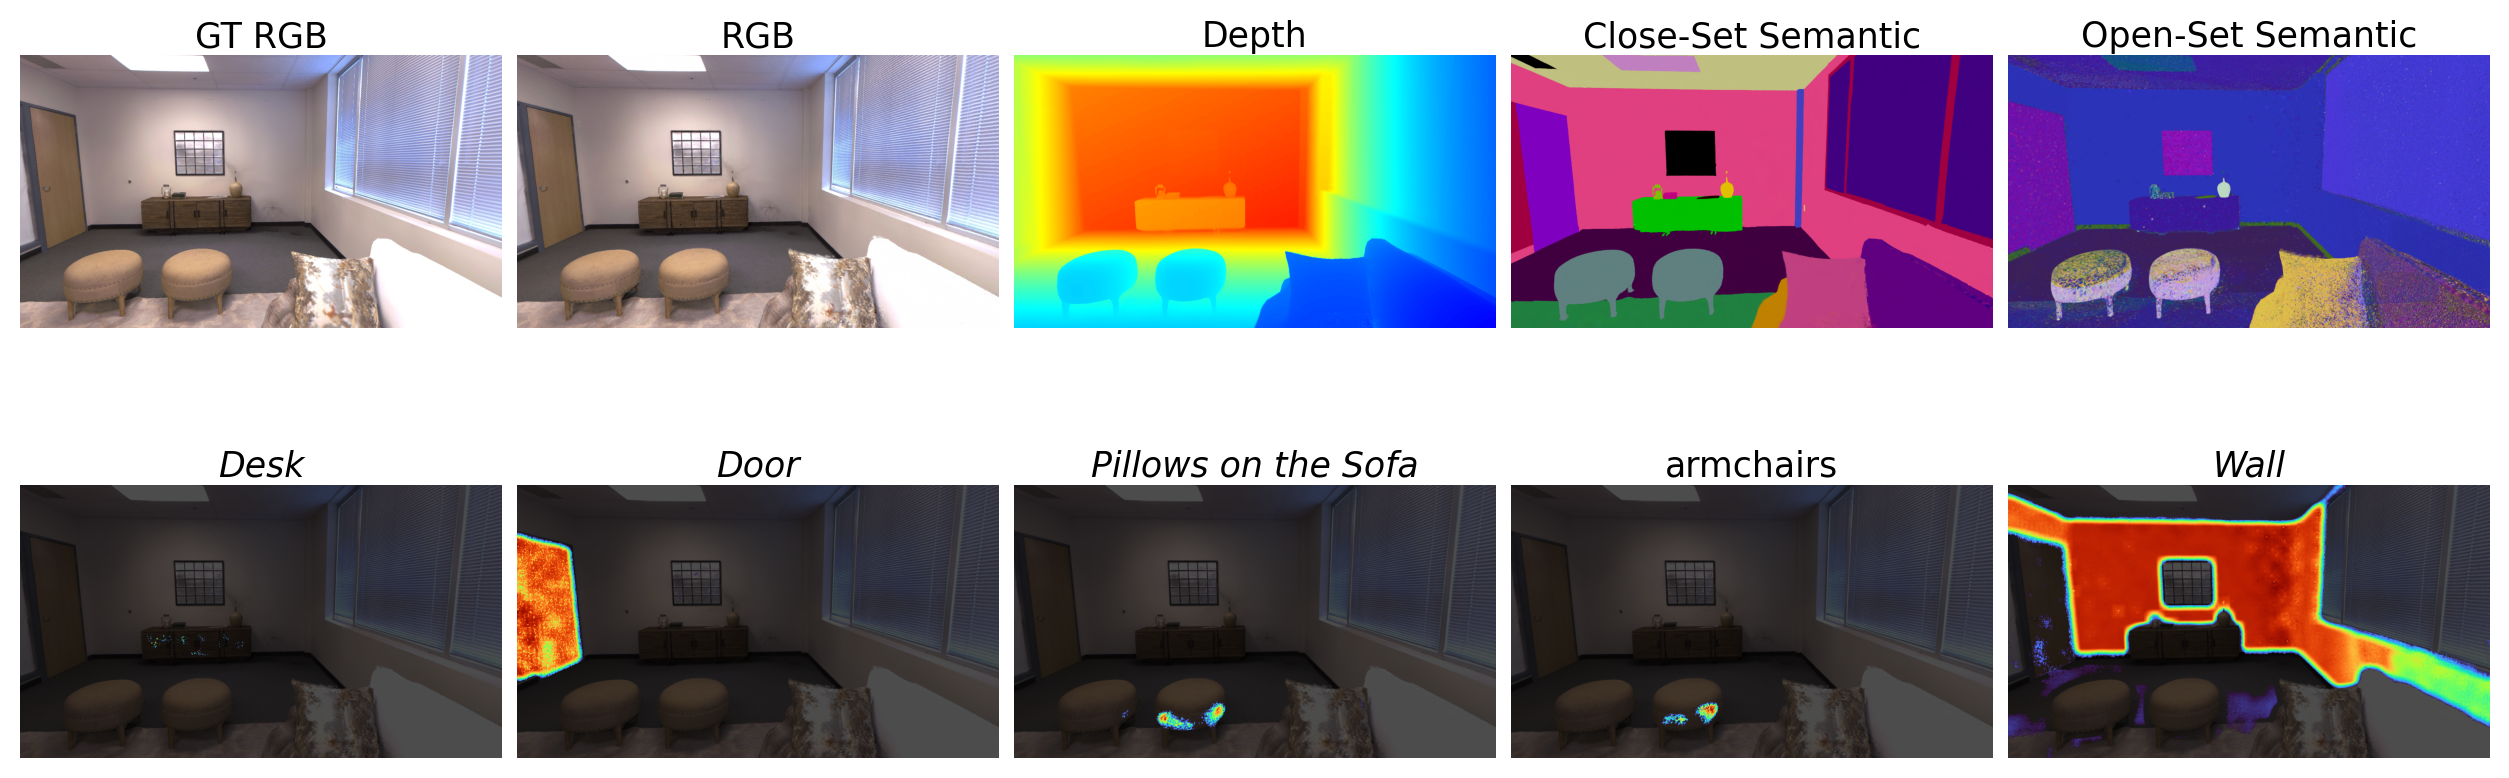 GT RGB
RGB
Depth
Close-Set Semantic
Open-Set Semantic
Desk
Door
Pillows on the Sofa
armchairs
Wall